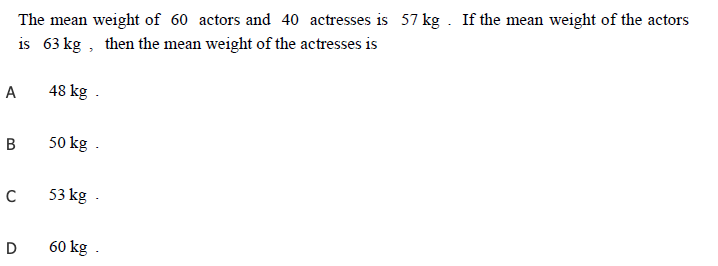 The mean weight of 60 actors and 40 actresses is 57 kg . If the mean weight of the actors
is 63 kg , then the mean weight of the actresses is
A 48 kg .
B 50 kg .
C 53 kg .
D 60 kg .